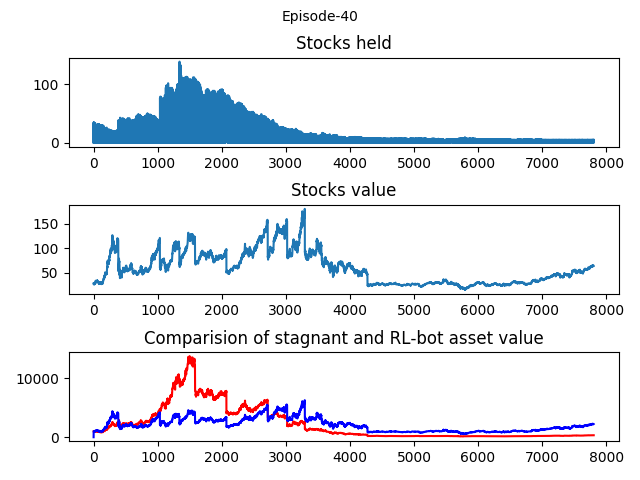 Episode-40
Stocks held
100
0
0 1000 2000 3000 4000 5000 6000 7000 8000
Stocks value
150
100
50
0 1000 2000 3000 4000 5000 6000 7000 8000
Comparision of stagnant and RL-bot asset value
10000
0
0 1000 2000 3000 4000 5000 6000 7000 8000